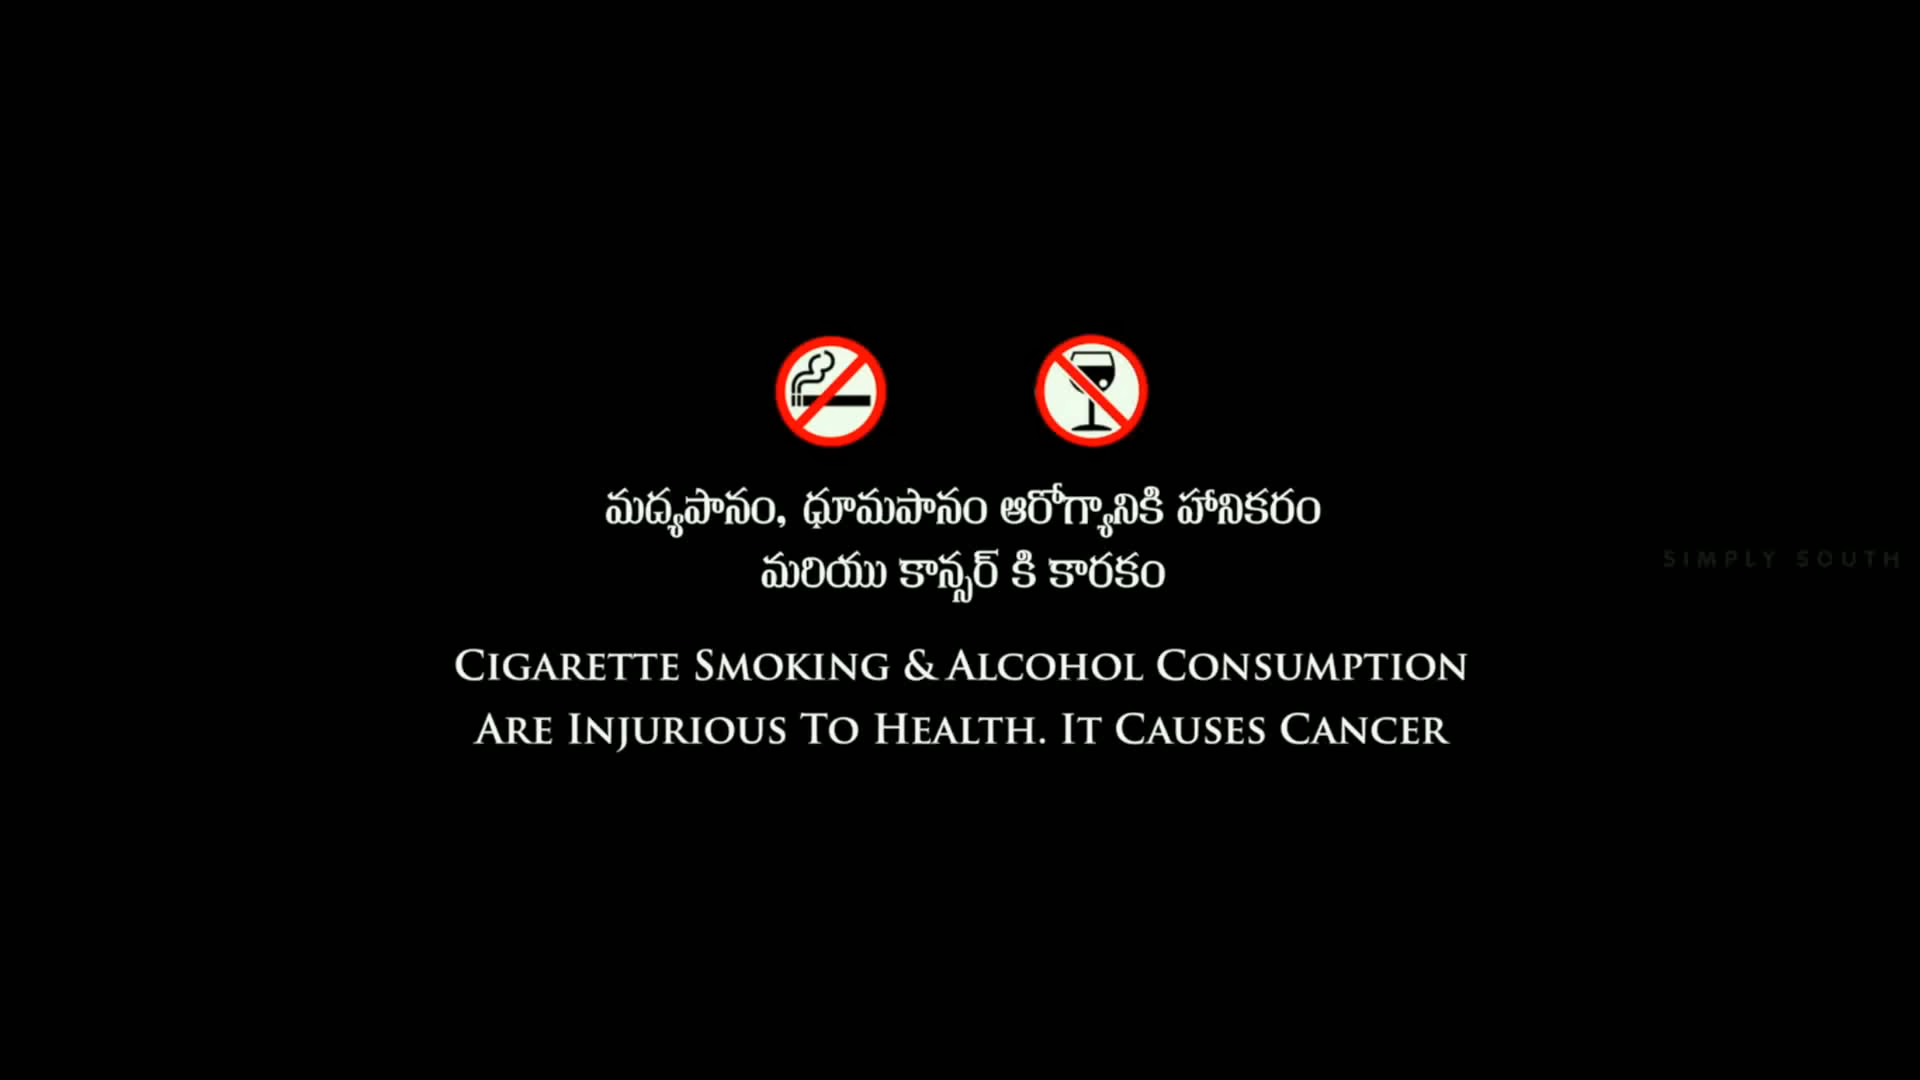 మద్యపానం, ధూమపానం ఆరోగ్యానికి హానికరం
మరియు కాన్సర్ కి కారకం
SIMPLY SOUTH
CIGARETTE SMOKING & ALCOHOL CONSUMPTION
ARE INJURIOUS TO HEALTH. IT CAUSES CANCER